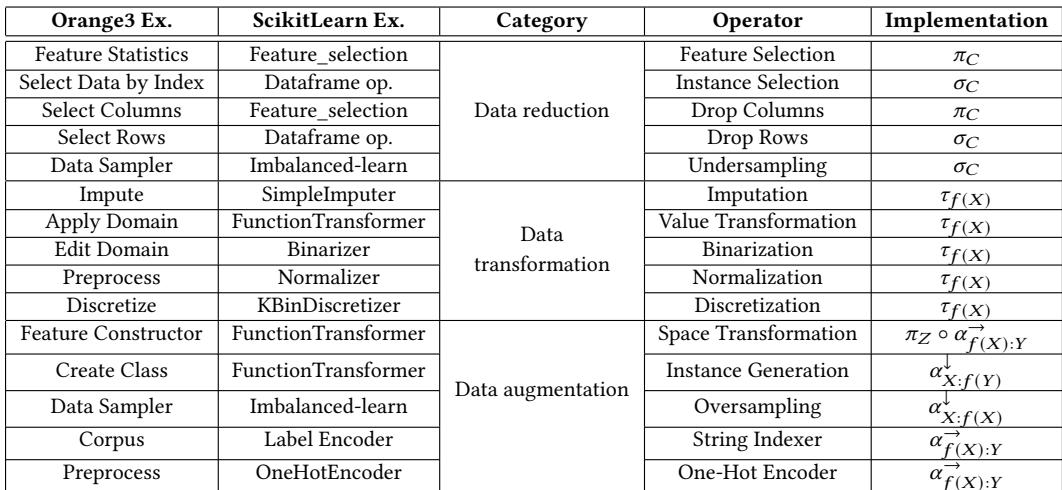 Orange3 Ex. ScikitLearn Ex. Category Operator Implementation
Feature Statistics Feature_selection Data reduction Feature Selection π_C
Select Data by Index Dataframe op. Instance Selection σ_C
Select Columns Feature_selection Drop Columns π_C
Select Rows Dataframe op. Drop Rows σ_C
Data Sampler Imbalanced-learn Undersampling σ_C
Impute SimpleImputer Data transformation Imputation τ_f(X)
Apply Domain FunctionTransformer Value Transformation τ_f(X)
Edit Domain Binarizer Binarization τ_f(X)
Preprocess Normalizer Normalization τ_f(X)
Discretize KBinDiscretizer Discretization τ_f(X)
Feature Constructor FunctionTransformer Data augmentation Space Transformation π_Z ∘ α→_f(X):Y
Create Class FunctionTransformer Instance Generation α↓_X:f(Y)
Data Sampler Imbalanced-learn Oversampling α↓_X:f(X)
Corpus Label Encoder String Indexer α→_f(X):Y
Preprocess OneHotEncoder One-Hot Encoder α→_f(X):Y